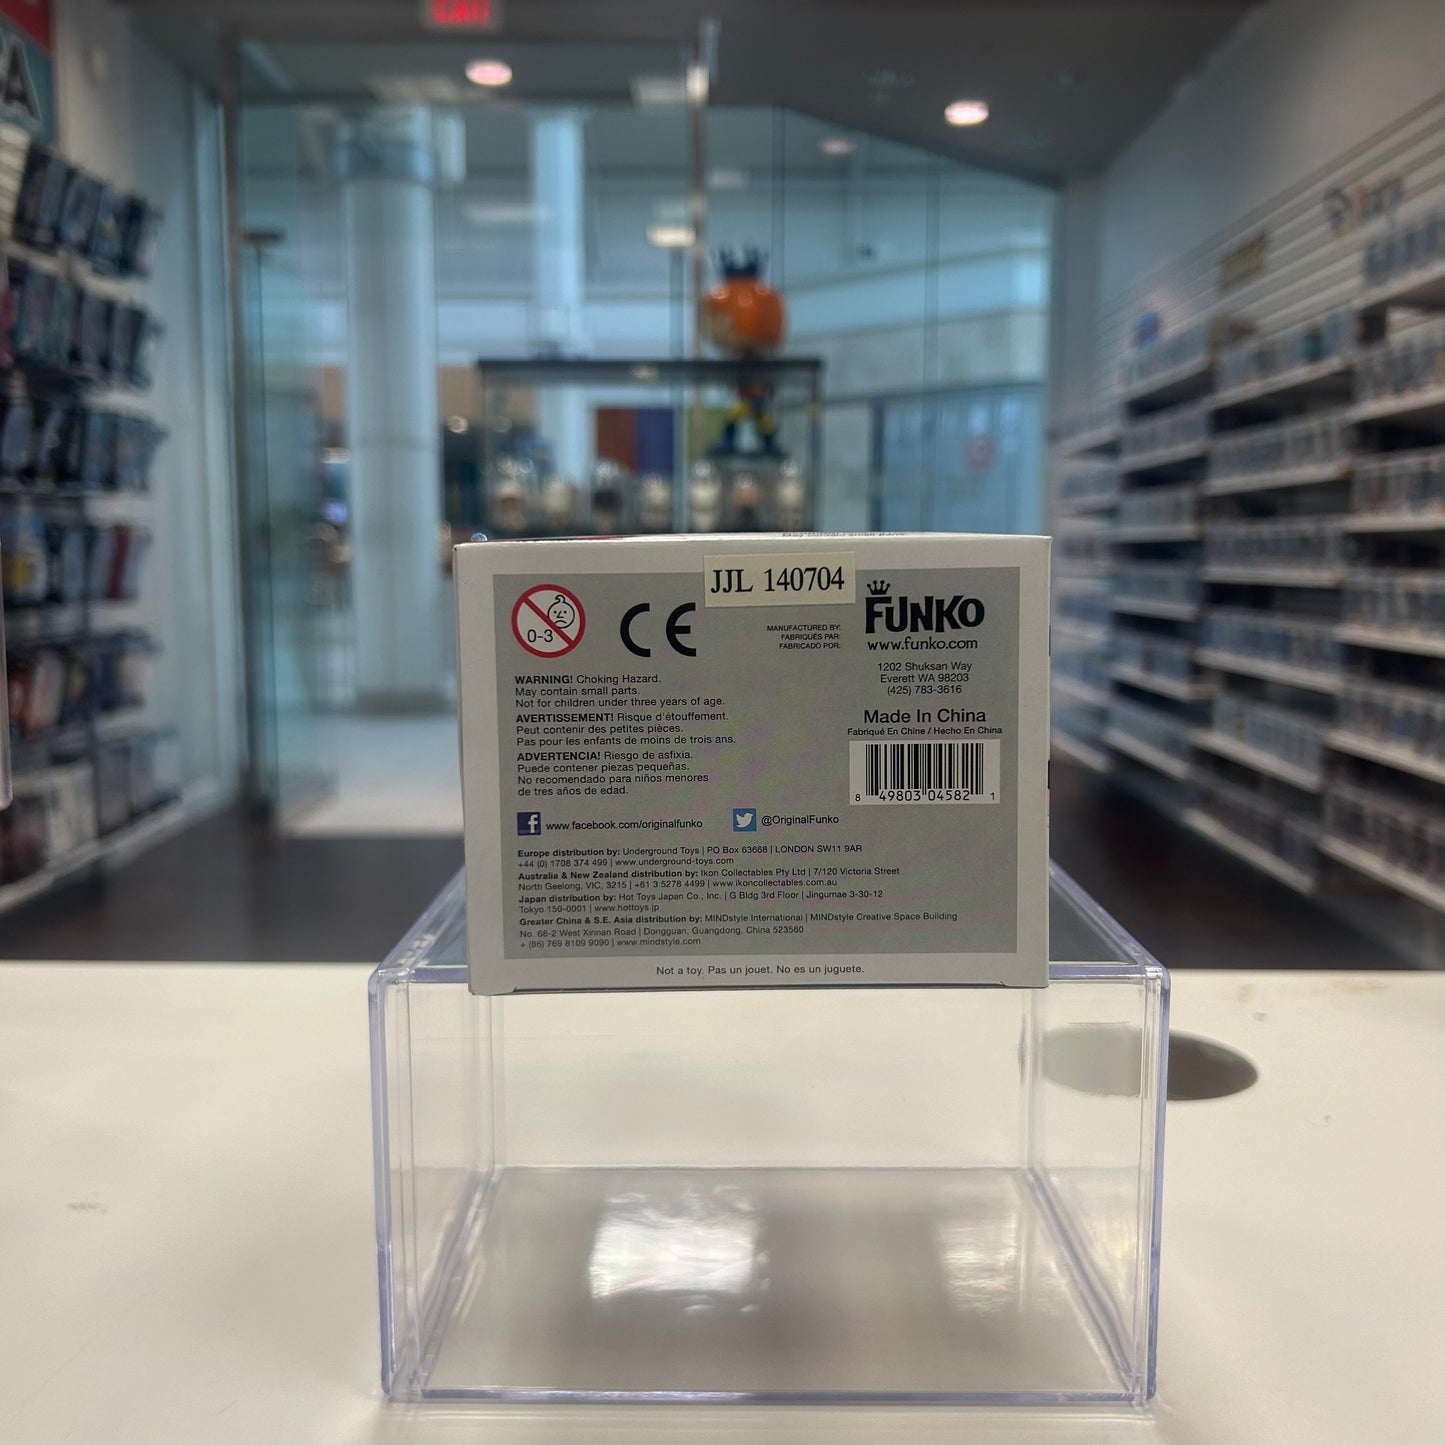 EXIT
JJL 140704
0-3
CE
MANUFACTURED BY:
FABRIQUÉS PAR:
FABRICADO POR:
FUNKO
www.funko.com
1202 Shuksan Way
Everett WA 98203
(425) 783-3616
WARNING! Choking Hazard.
May contain small parts.
Not for children under three years of age.
AVERTISSEMENT! Risque d'étouffement.
Peut contenir des petites pièces.
Pas pour les enfants de moins de trois ans.
ADVERTENCIA! Riesgo de asfixia.
Puede contener piezas pequeñas.
No recomendado para niños menores
de tres años de edad.
Made In China
Fabriqué En Chine / Hecho En China
8 49803 04582 1
www.facebook.com/originalfunko
@OriginalFunko
Europe distribution by: Underground Toys | PO Box 63668 | LONDON SW11 9AR
+44 (0) 1708 374 499 | www.underground-toys.com
Australia & New Zealand distribution by: Ikon Collectables Pty Ltd | 7/120 Victoria Street
North Geelong, VIC, 3215 | +61 3 5278 4499 | www.ikoncollectables.com.au
Japan distribution by: Hot Toys Japan Co., Inc. | G Bldg 3rd Floor | Jingumae 3-30-12
Tokyo 150-0001 | www.hottoys.jp
Greater China & S.E. Asia distribution by: MINDstyle International | MINDstyle Creative Space Building
No. 68-2 West Xinnan Road | Dongguan, Guangdong, China 523560
+ (86) 769 8109 9090 | www.mindstyle.com
Not a toy. Pas un jouet. No es un juguete.